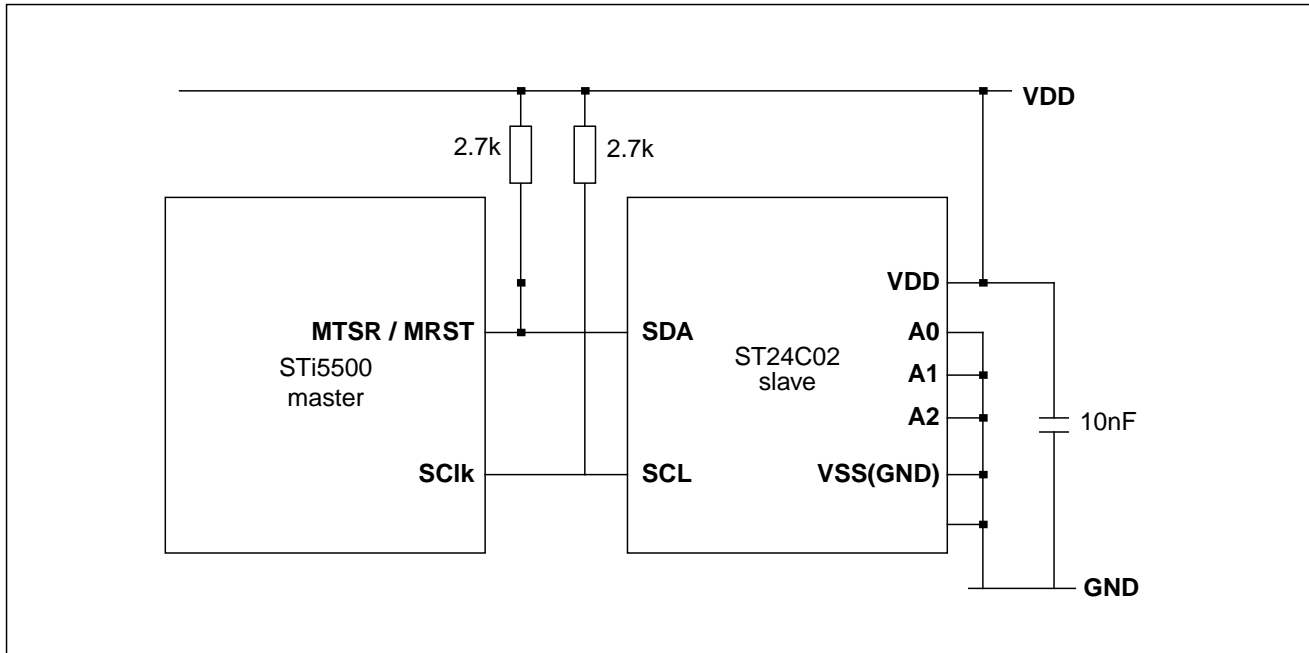 VDD
2.7k
2.7k
VDD
MTSR / MRST
SDA
A0
STi5500
master
ST24C02
slave
A1
A2
10nF
SClk
SCL
VSS(GND)
GND